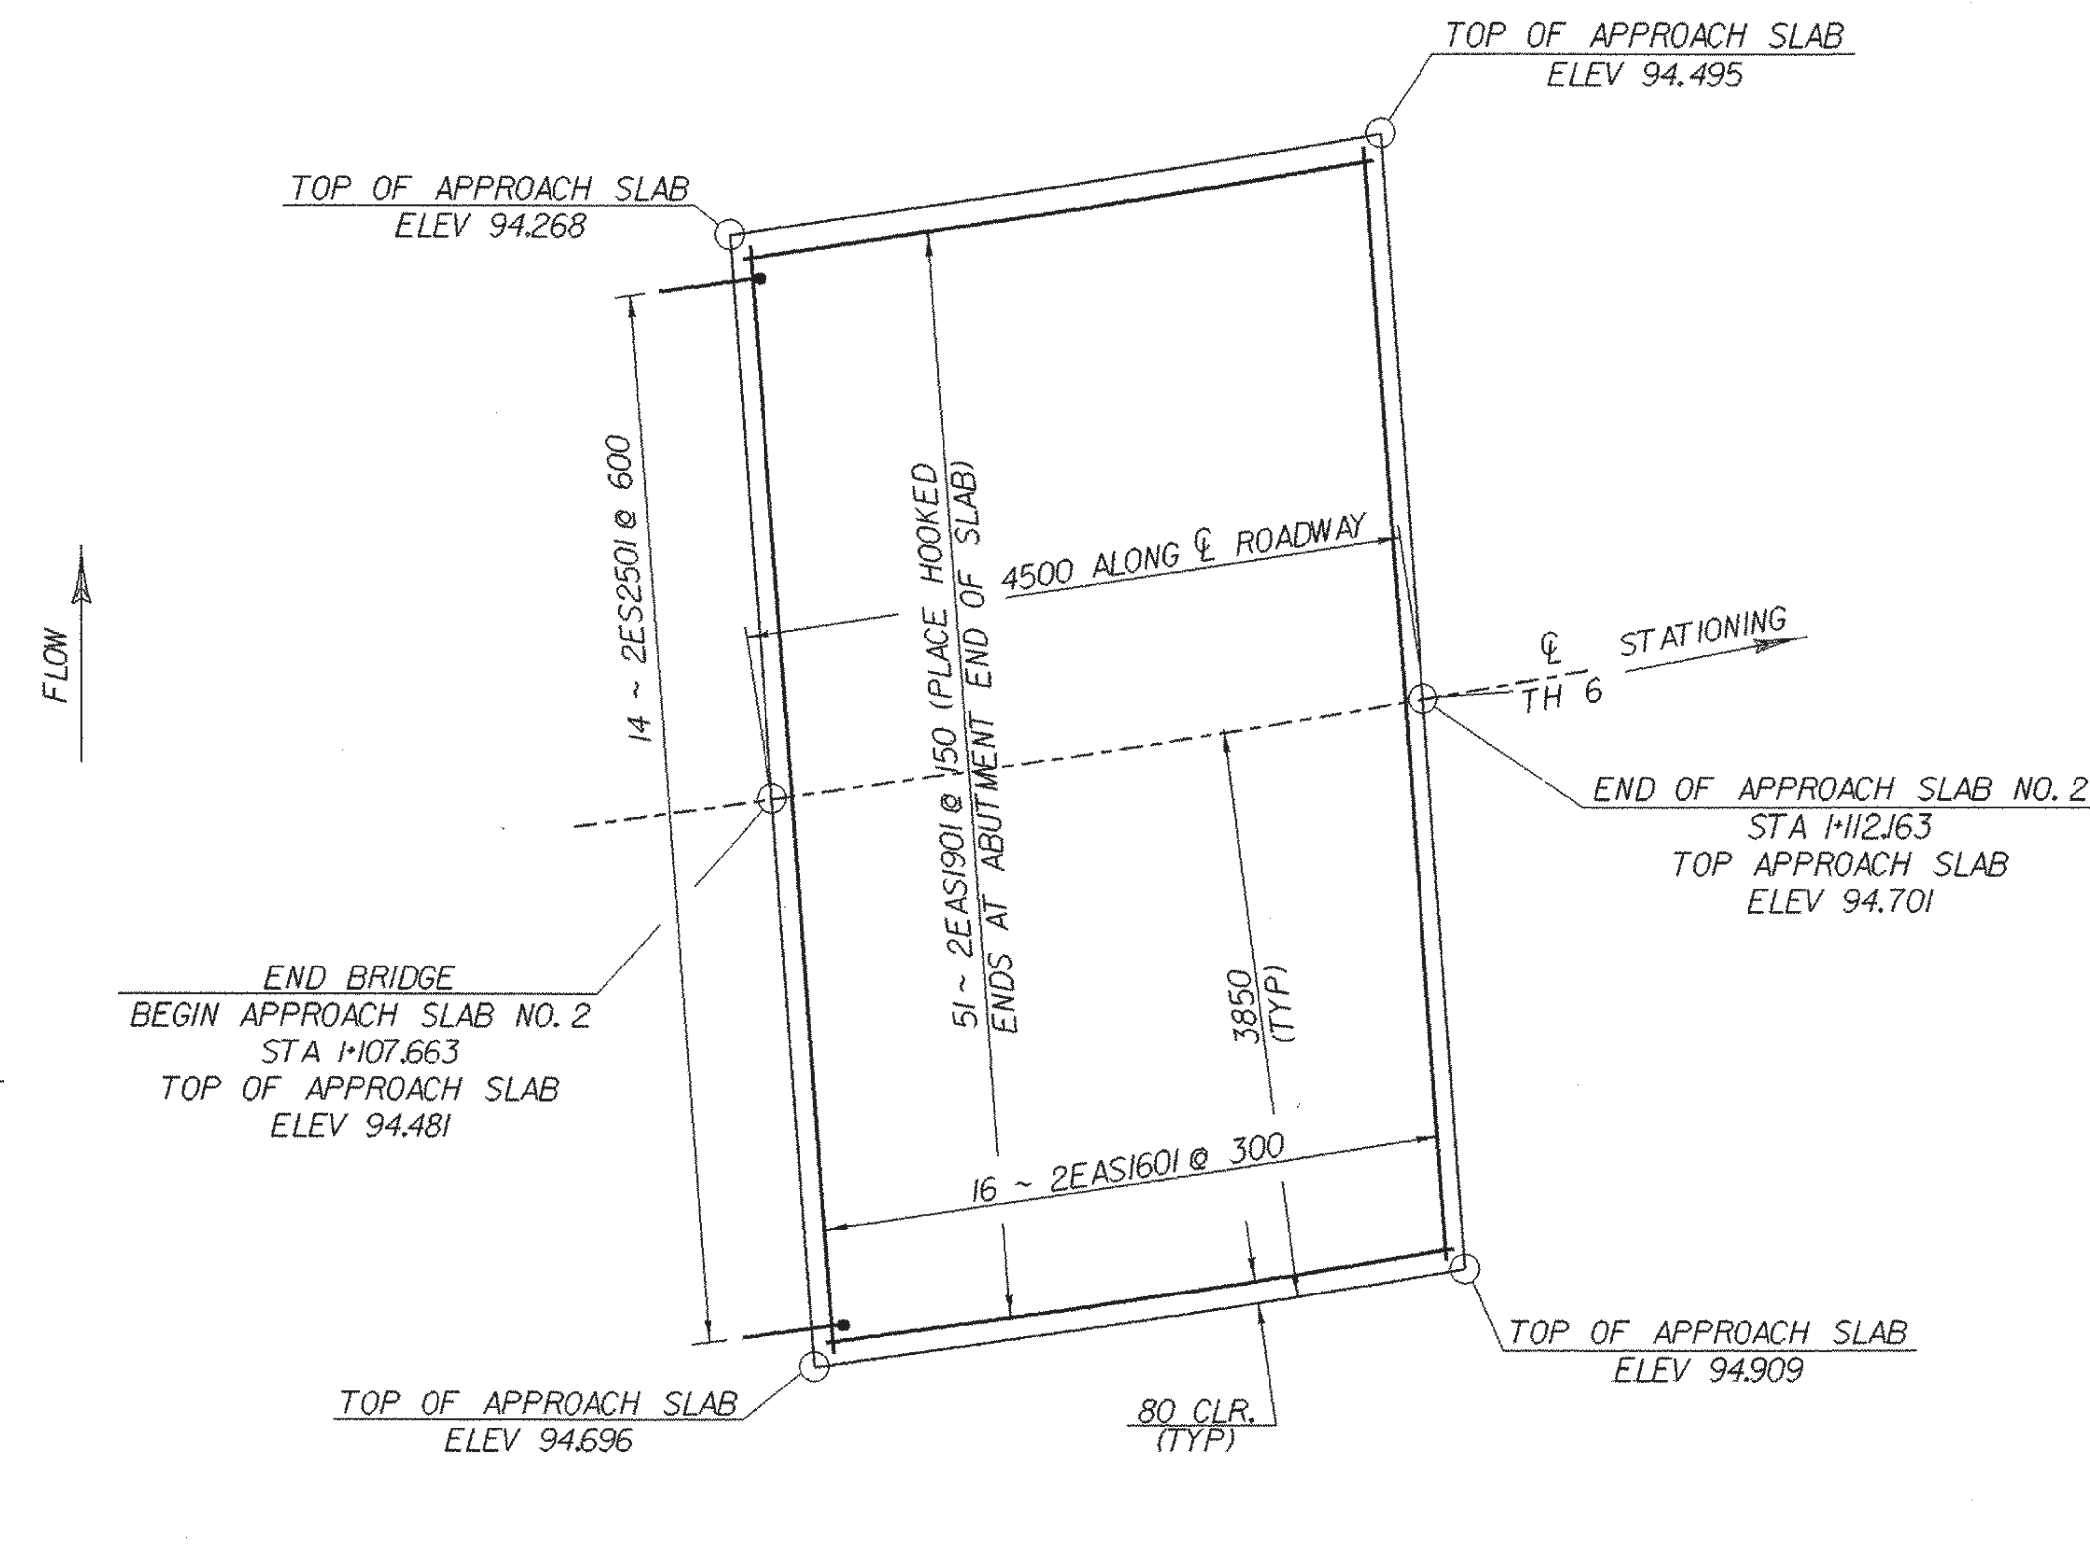 TOP OF APPROACH SLAB
ELEV 94.495
TOP OF APPROACH SLAB
ELEV 94.268
14 ~ 2ES2501 @ 600
51 ~ 2EAS1901 @ 150 (PLACE HOOKED
ENDS AT ABUTMENT END OF SLAB)
4500 ALONG ℄ ROADWAY
FLOW
℄
TH 6
STATIONING
END OF APPROACH SLAB NO. 2
STA 1+112.163
TOP APPROACH SLAB
ELEV 94.701
END BRIDGE
BEGIN APPROACH SLAB NO. 2
STA 1+107.663
TOP OF APPROACH SLAB
ELEV 94.481
3850
(TYP)
16 ~ 2EAS1601 @ 300
TOP OF APPROACH SLAB
ELEV 94.909
TOP OF APPROACH SLAB
ELEV 94.696
80 CLR.
(TYP)